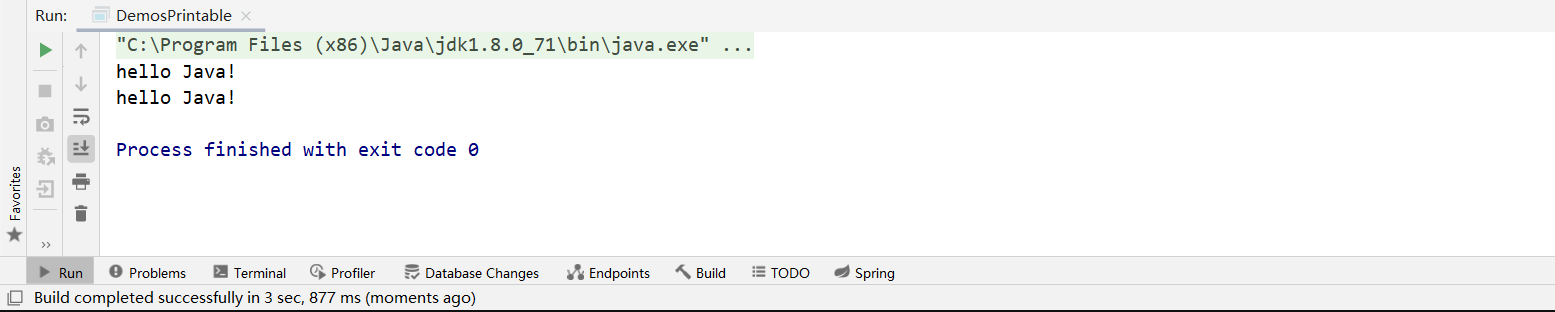 Run: DemosPrintable
"C:\Program Files (x86)\Java\jdk1.8.0_71\bin\java.exe" ...
hello Java!
hello Java!
Process finished with exit code 0
Favorites
Run Problems Terminal Profiler Database Changes Endpoints Build TODO Spring
Build completed successfully in 3 sec, 877 ms (moments ago)